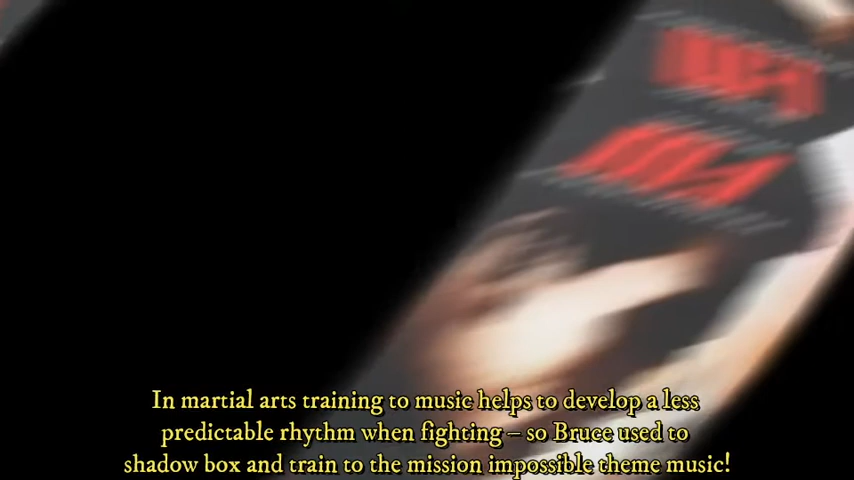 In martial arts training to music helps to develop a less
predictable rhythm when fighting – so Bruce used to
shadow box and train to the mission impossible theme music!